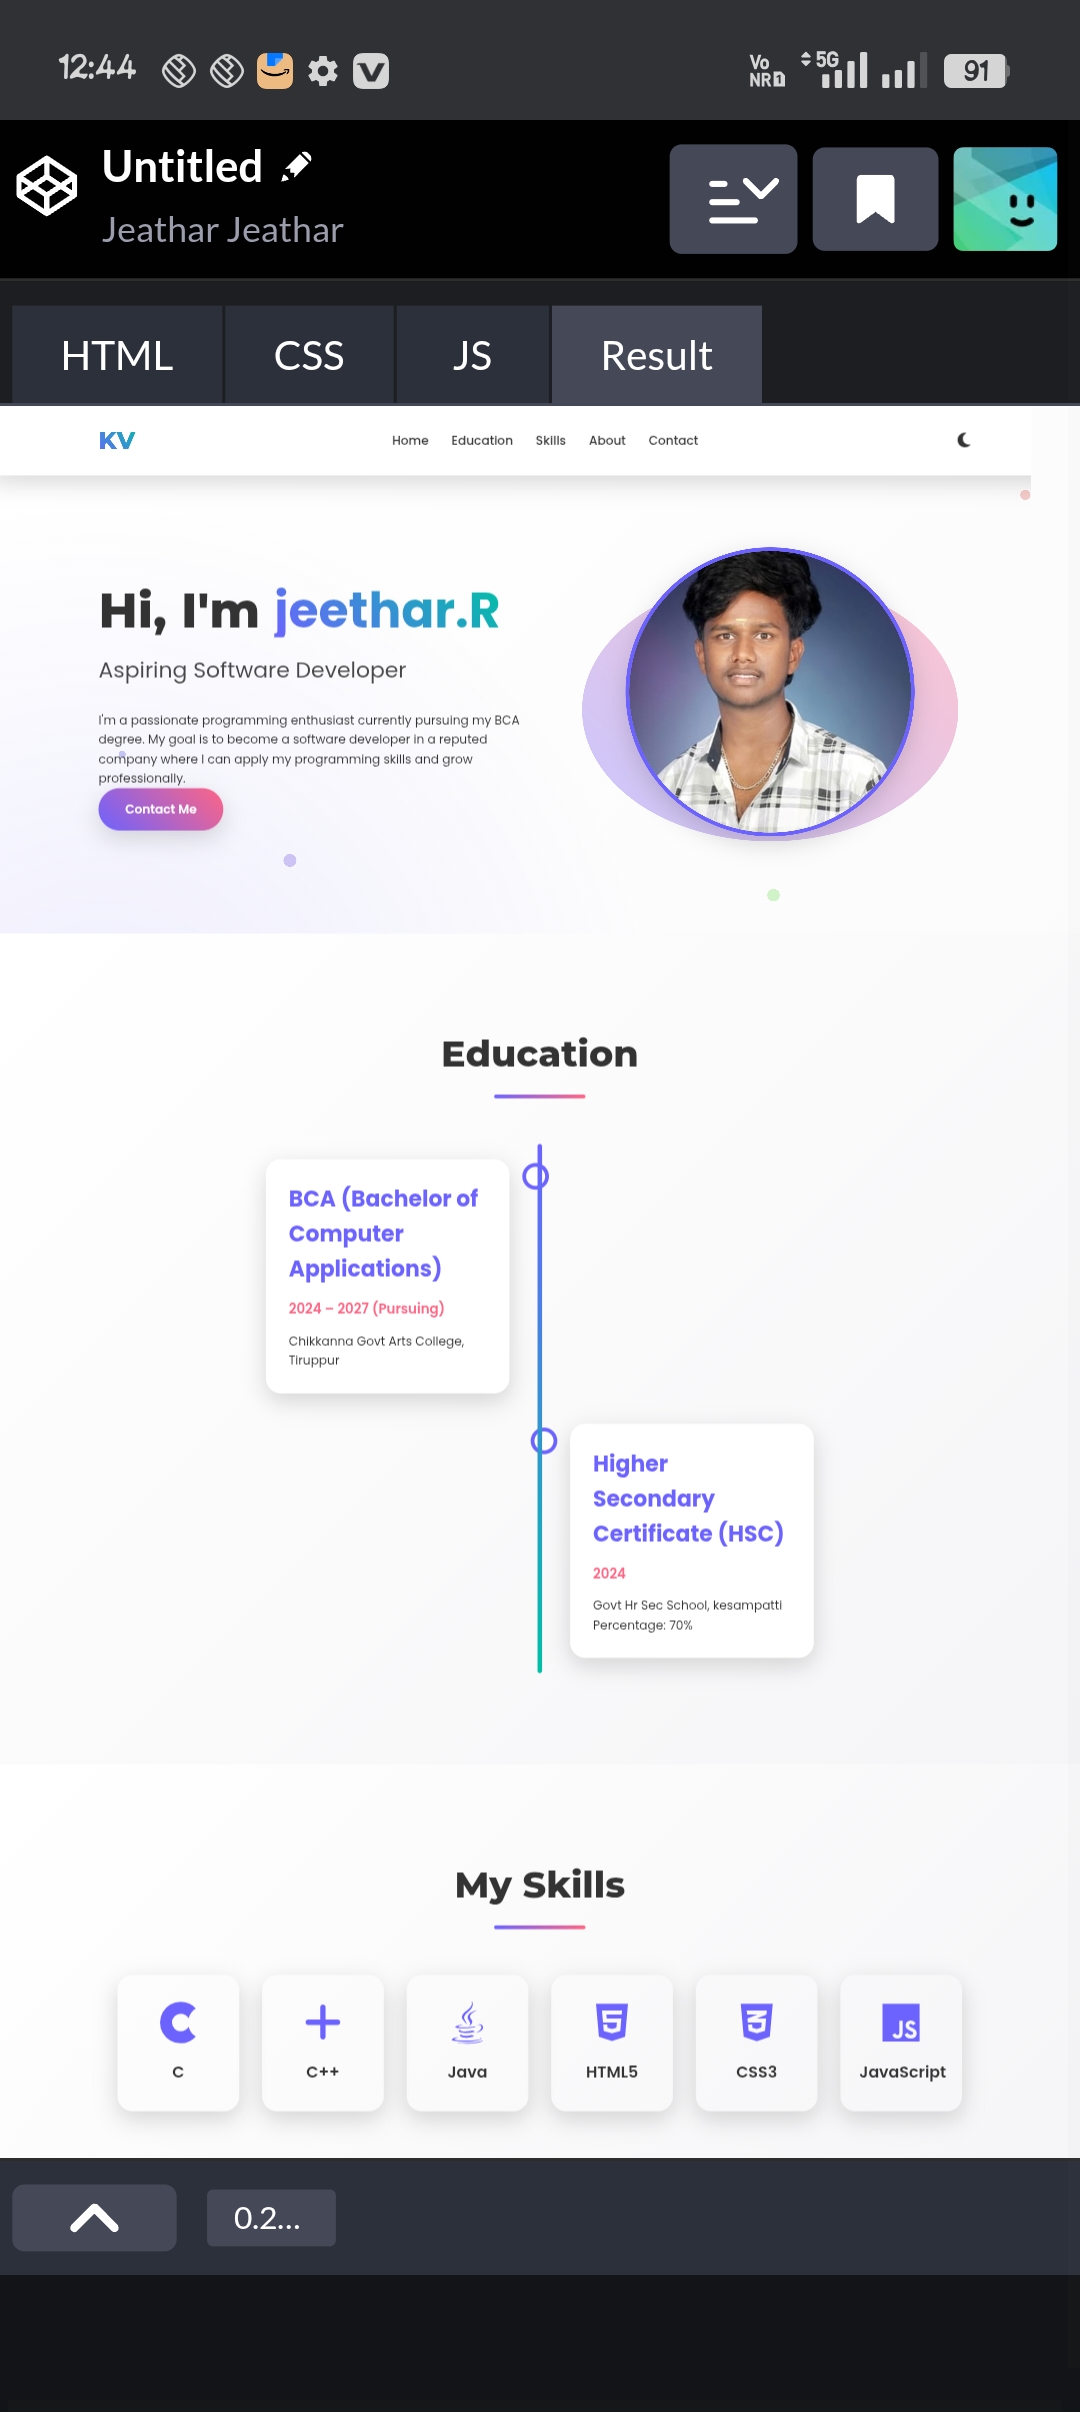 12:44
Vo
NR1
5G
91
Untitled
Jeathar Jeathar
HTML
CSS
JS
Result
KV
Home
Education
Skills
About
Contact
Hi, I'm jeethar.R
Aspiring Software Developer
I'm a passionate programming enthusiast currently pursuing my BCA
degree. My goal is to become a software developer in a reputed
company where I can apply my programming skills and grow
professionally.
Contact Me
Education
BCA (Bachelor of
Computer
Applications)
2024 – 2027 (Pursuing)
Chikkanna Govt Arts College,
Tiruppur
Higher
Secondary
Certificate (HSC)
2024
Govt Hr Sec School, kesampatti
Percentage: 70%
My Skills
C
C++
Java
HTML5
CSS3
JS
JavaScript
0.2...